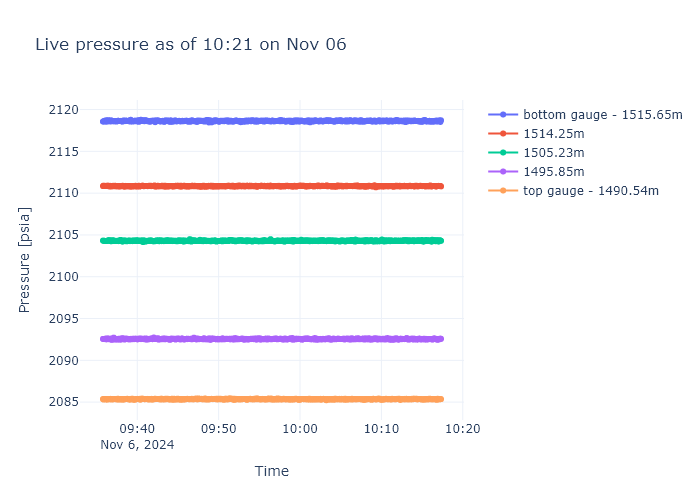 Live pressure as of 10:21 on Nov 06
bottom gauge - 1515.65m
1514.25m
1505.23m
1495.85m
top gauge - 1490.54m
Pressure [psia]
2120
2115
2110
2105
2100
2095
2090
2085
09:40
09:50
10:00
10:10
10:20
Nov 6, 2024
Time